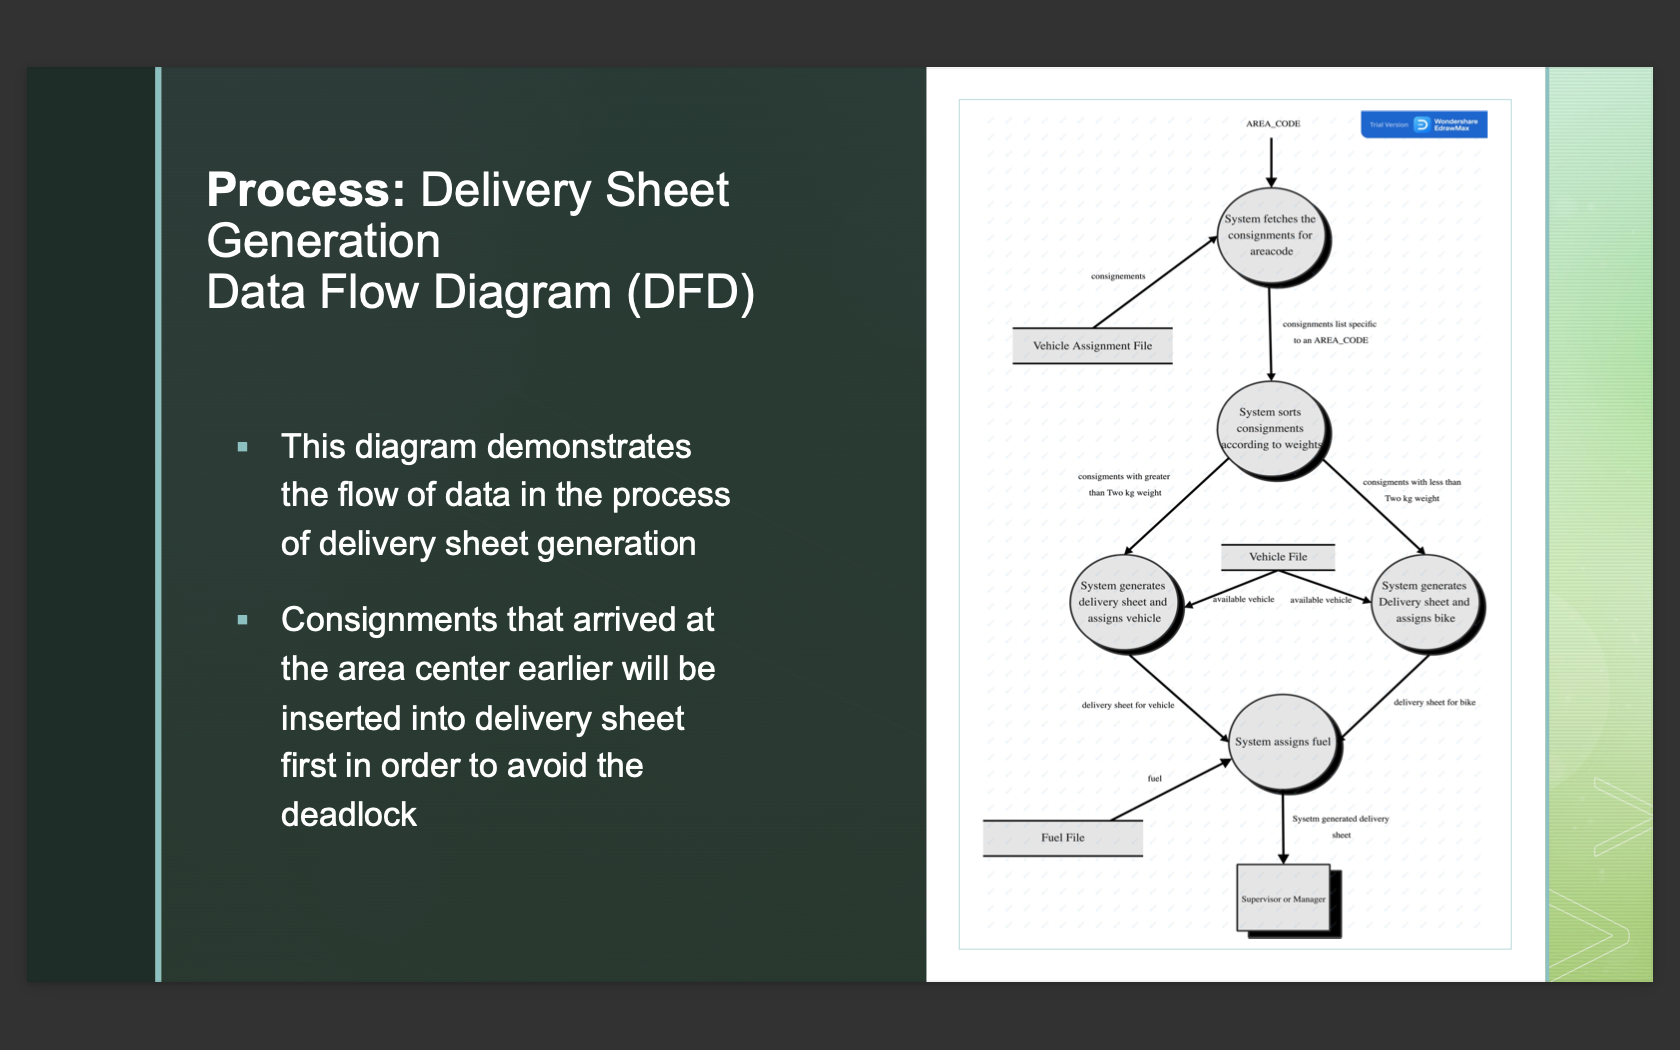 Process: Delivery Sheet
Generation
Data Flow Diagram (DFD)
This diagram demonstrates
the flow of data in the process
of delivery sheet generation
Consignments that arrived at
the area center earlier will be
inserted into delivery sheet
first in order to avoid the
deadlock
AREA_CODE
Trial Version
Wondershare
EdrawMax
System fetches the
consignments for
areacode
consignements
Vehicle Assignment File
consignments list specific
to an AREA_CODE
System sorts
consignments
according to weights
consigments with greater
than Two kg weight
consigments with less than
Two kg weight
Vehicle File
System generates
delivery sheet and
assigns vehicle
available vehicle
available vehicle
System generates
Delivery sheet and
assigns bike
delivery sheet for vehicle
delivery sheet for bike
System assigns fuel
fuel
Fuel File
Sysetm generated delivery
sheet
Supervisor or Manager